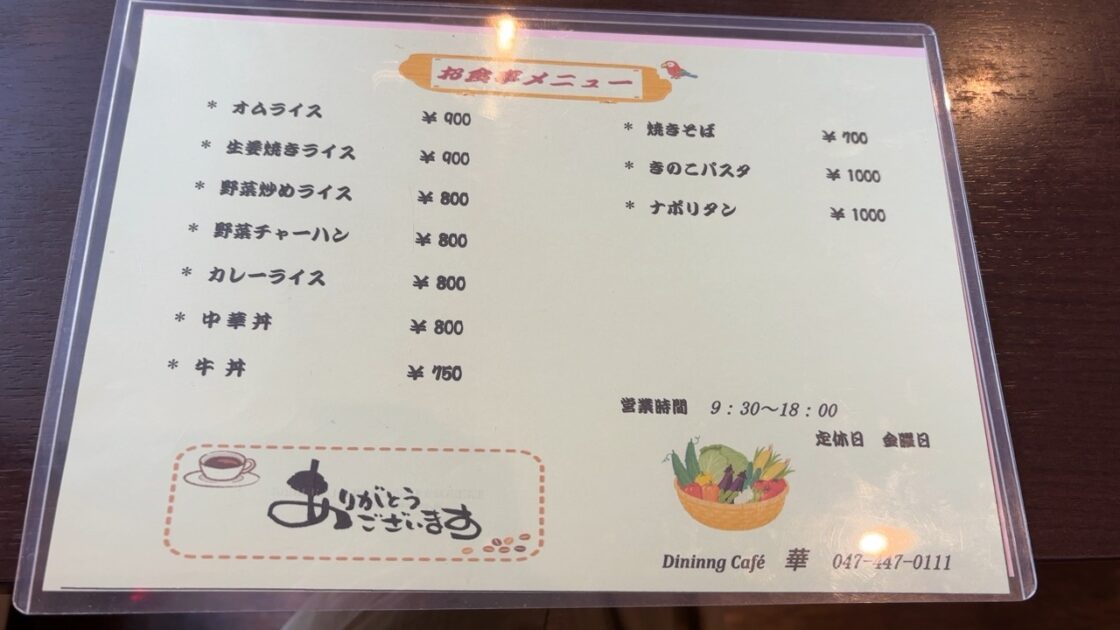 お食事メニュー
* オムライス ¥ 900
* 生姜焼きライス ¥ 900
* 野菜炒めライス ¥ 800
* 野菜チャーハン ¥ 800
* カレーライス ¥ 800
* 中華丼 ¥ 800
* 牛丼 ¥ 750
* 焼きそば ¥ 700
* きのこパスタ ¥ 1000
* ナポリタン ¥ 1000
営業時間 9:30～18:00
定休日 金曜日
ありがとう
ございます
Dininng Café 華 047-447-0111